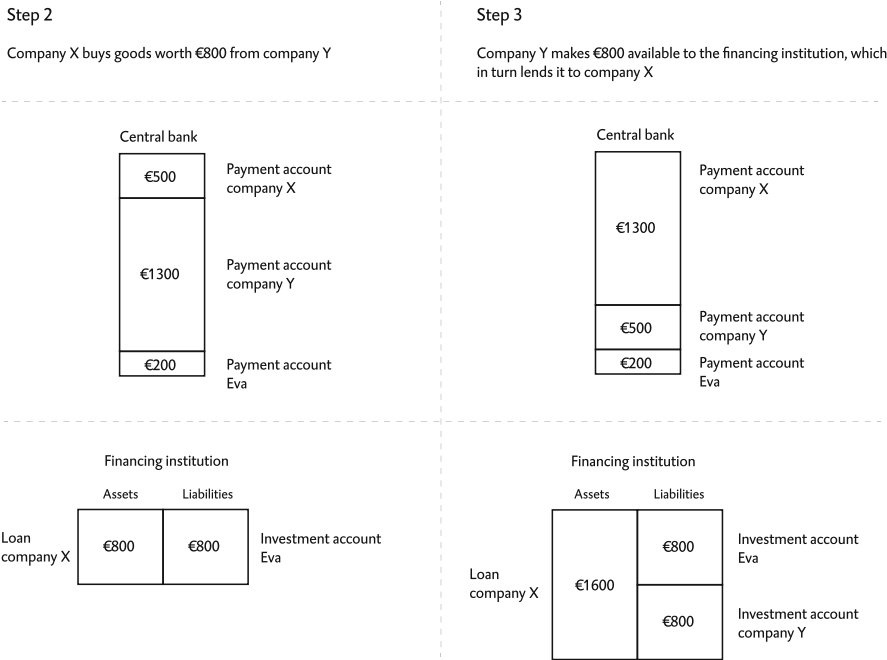 Step 2
Company X buys goods worth €800 from company Y
Central bank
€500
Payment account
company X
€1300
Payment account
company Y
€200
Payment account
Eva
Financing institution
Assets
Liabilities
Loan
company X
€800
€800
Investment account
Eva
Step 3
Company Y makes €800 available to the financing institution, which
in turn lends it to company X
Central bank
€1300
Payment account
company X
€500
Payment account
company Y
€200
Payment account
Eva
Financing institution
Assets
Liabilities
Loan
company X
€1600
€800
Investment account
Eva
€800
Investment account
company Y